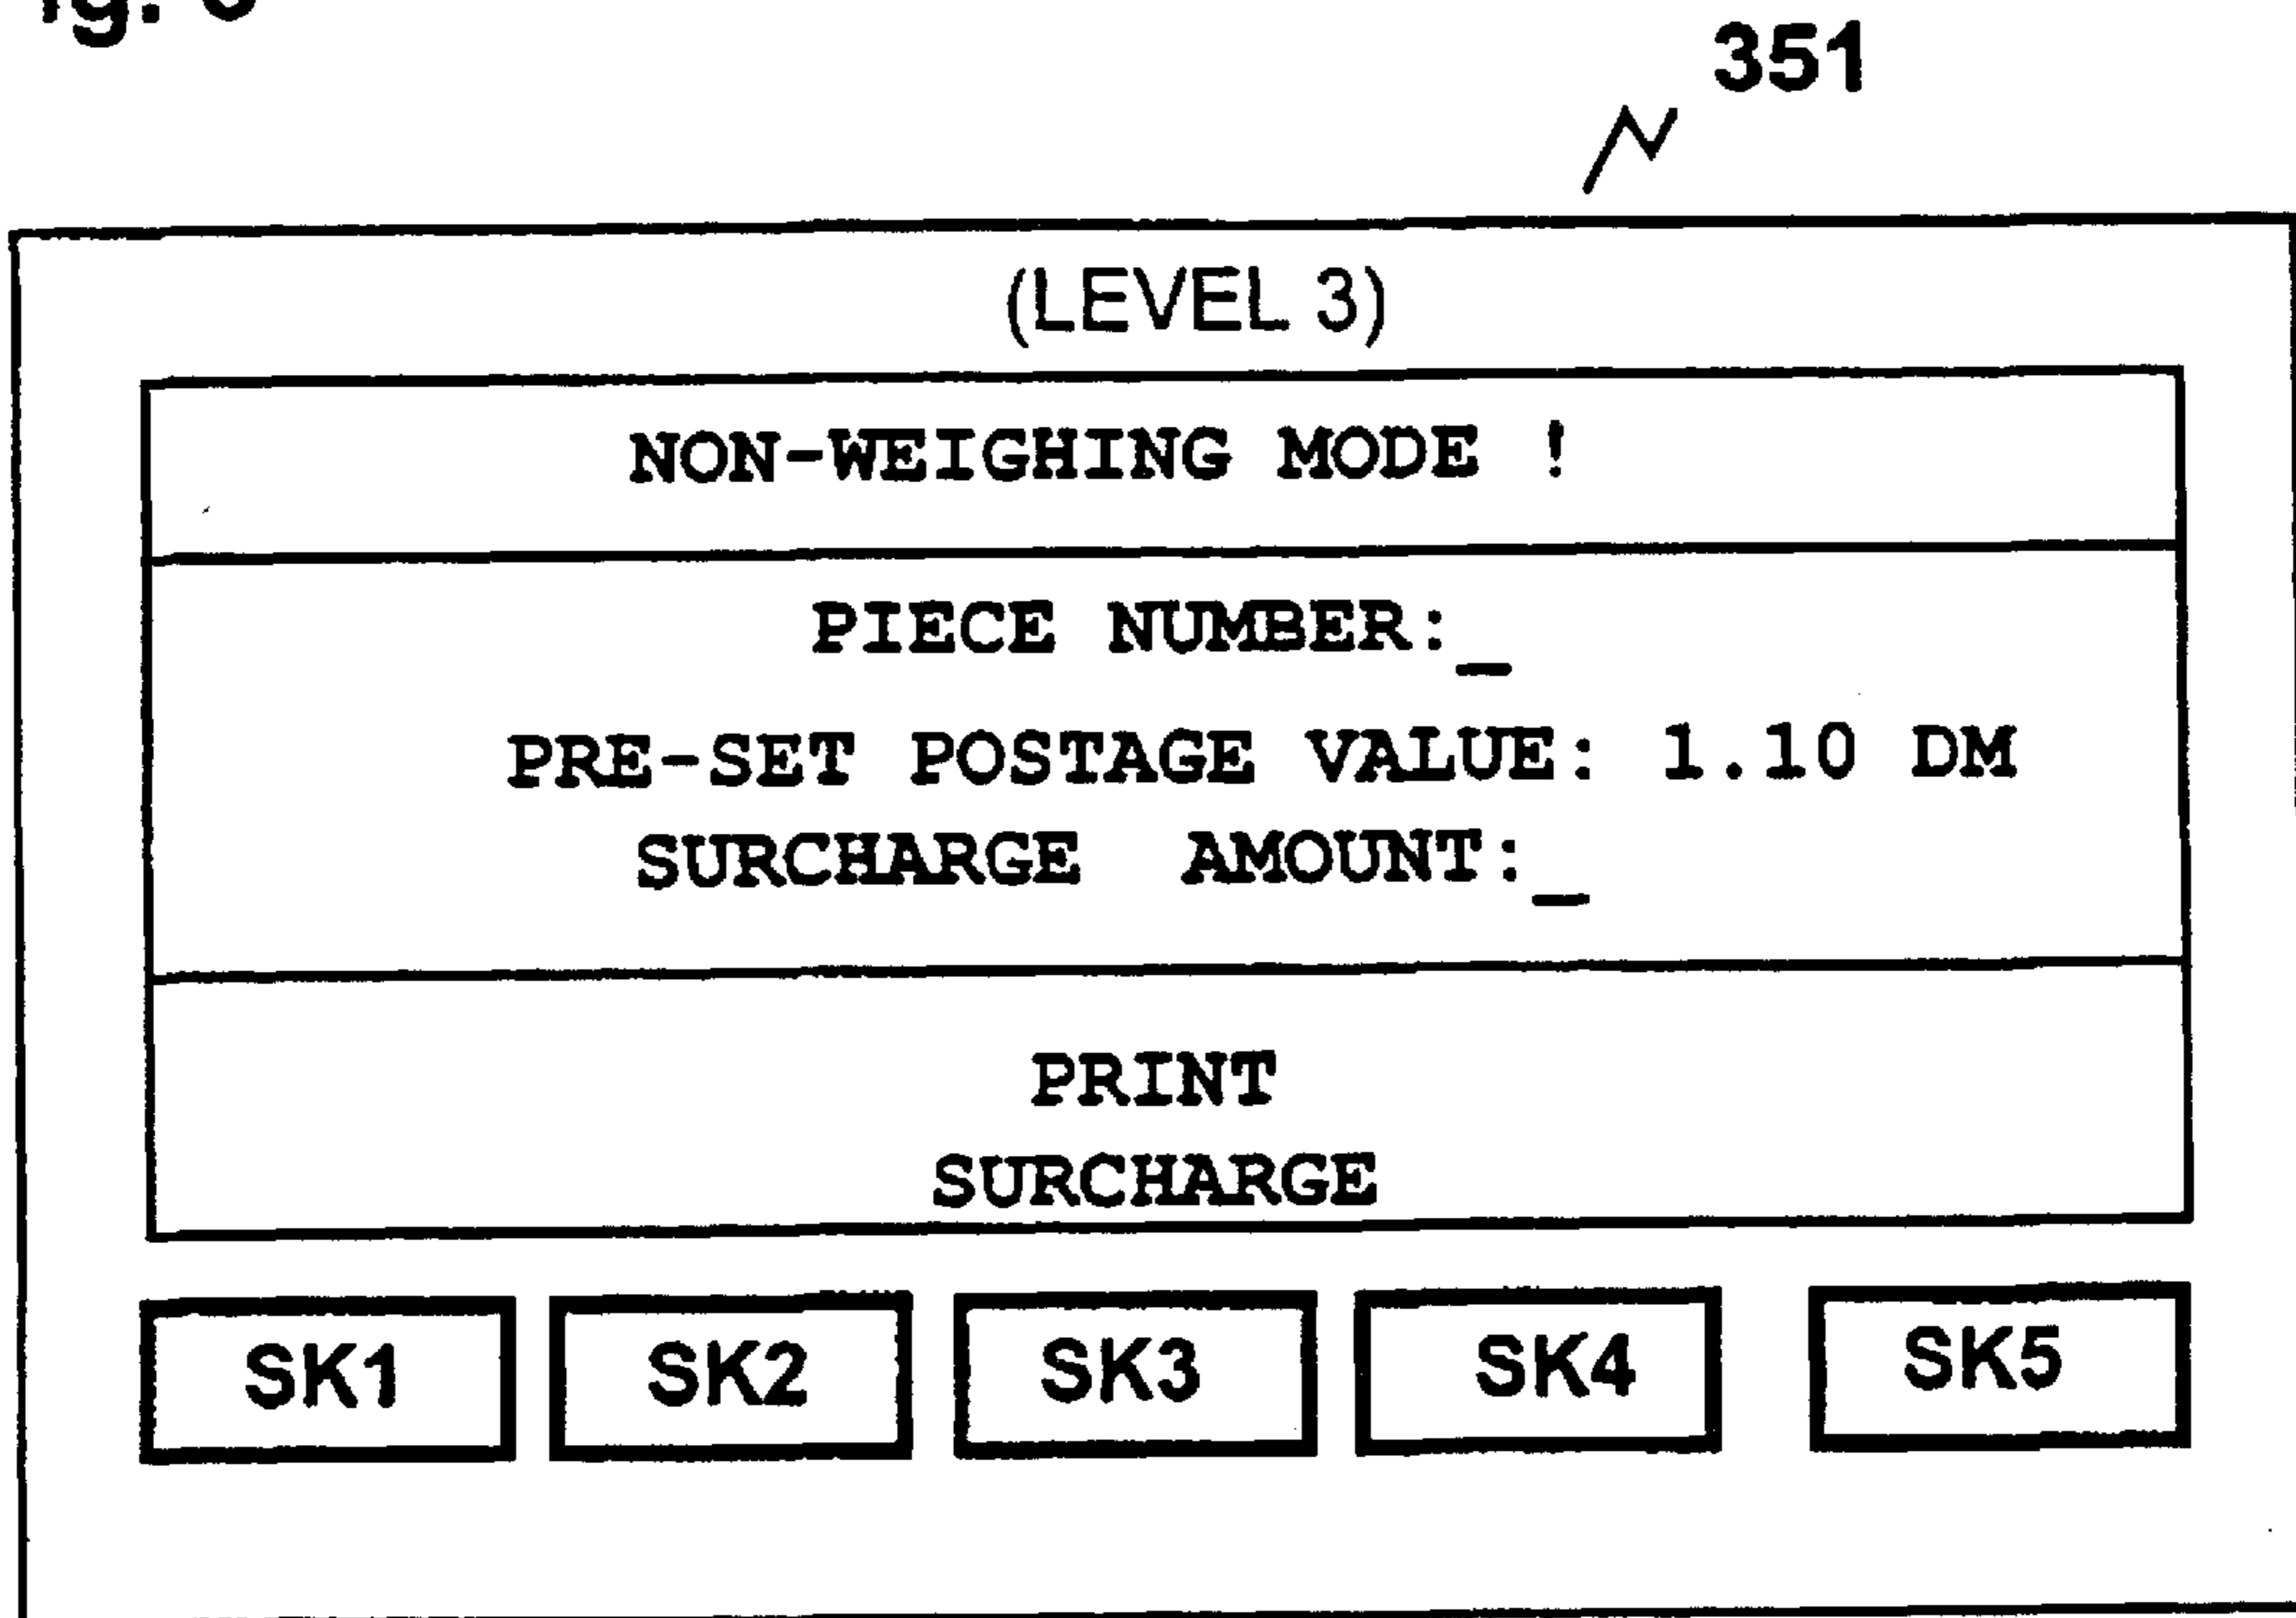 351
(LEVEL 3)
NON-WEIGHING MODE !
PIECE NUMBER:_
PRE-SET POSTAGE VALUE: 1.10 DM
SURCHARGE AMOUNT:_
PRINT
SURCHARGE
SK1 SK2 SK3 SK4 SK5